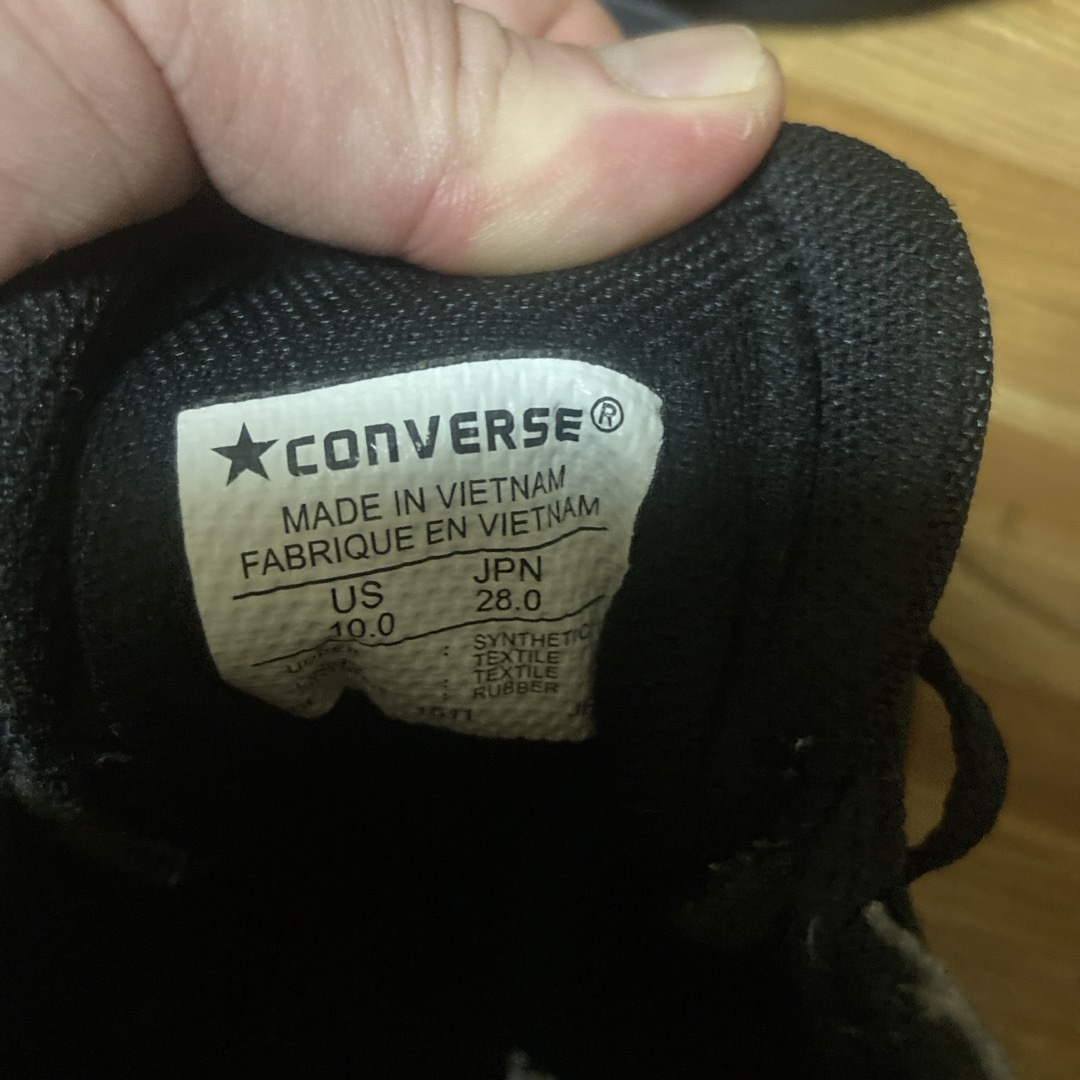 ★CONVERSE®
MADE IN VIETNAM
FABRIQUE EN VIETNAM
US JPN
10.0 28.0
: SYNTHETIC
TEXTILE
: TEXTILE
: RUBBER